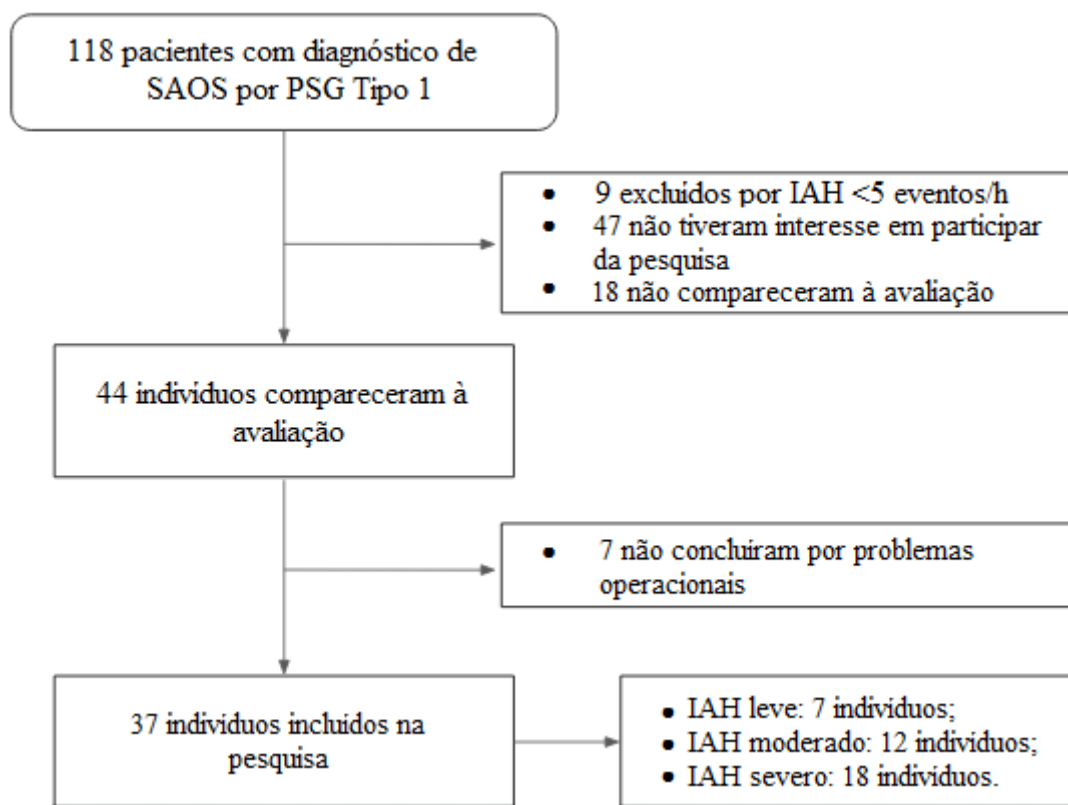 118 pacientes com diagnóstico de
SAOS por PSG Tipo 1
• 9 excluídos por IAH <5 eventos/h
• 47 não tiveram interesse em participar
da pesquisa
• 18 não compareceram à avaliação
44 indivíduos compareceram à
avaliação
• 7 não concluiram por problemas
operacionais
37 individuos incluidos na
pesquisa
• IAH leve: 7 individuos;
• IAH moderado: 12 individuos;
• IAH severo: 18 individuos.